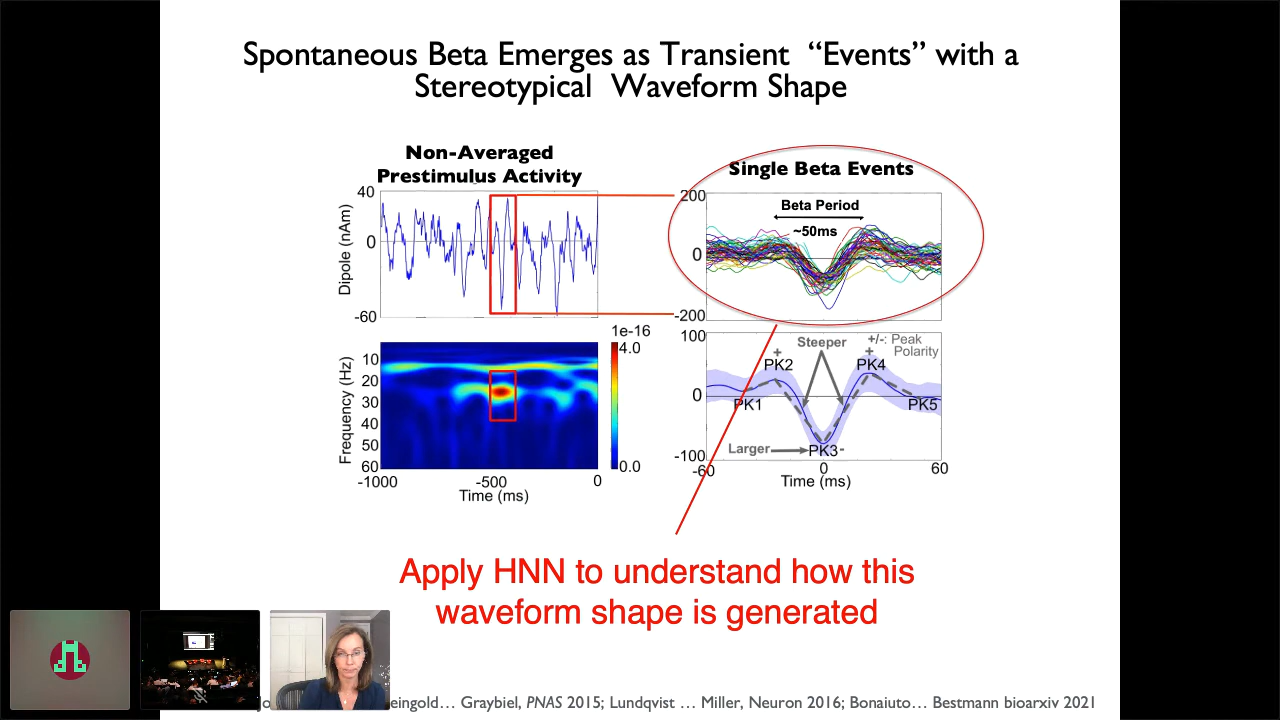 Spontaneous Beta Emerges as Transient “Events” with a
Stereotypical Waveform Shape
Non-Averaged
Prestimulus Activity
40
0
-60
Dipole (nAm)
1e-16
4.0
0.0
10
20
30
40
50
60
Frequency (Hz)
-1000
-500
0
Time (ms)
Single Beta Events
200
0
-200
Beta Period
~50ms
100
0
-100
Steeper
+/-: Peak
Polarity
+
+
PK2
PK4
PK1
PK5
Larger
PK3-
-60
0
60
Time (ms)
Apply HNN to understand how this
waveform shape is generated
Graybiel, PNAS 2015; Lundqvist … Miller, Neuron 2016; Bonaiuto… Bestmann bioarxiv 2021